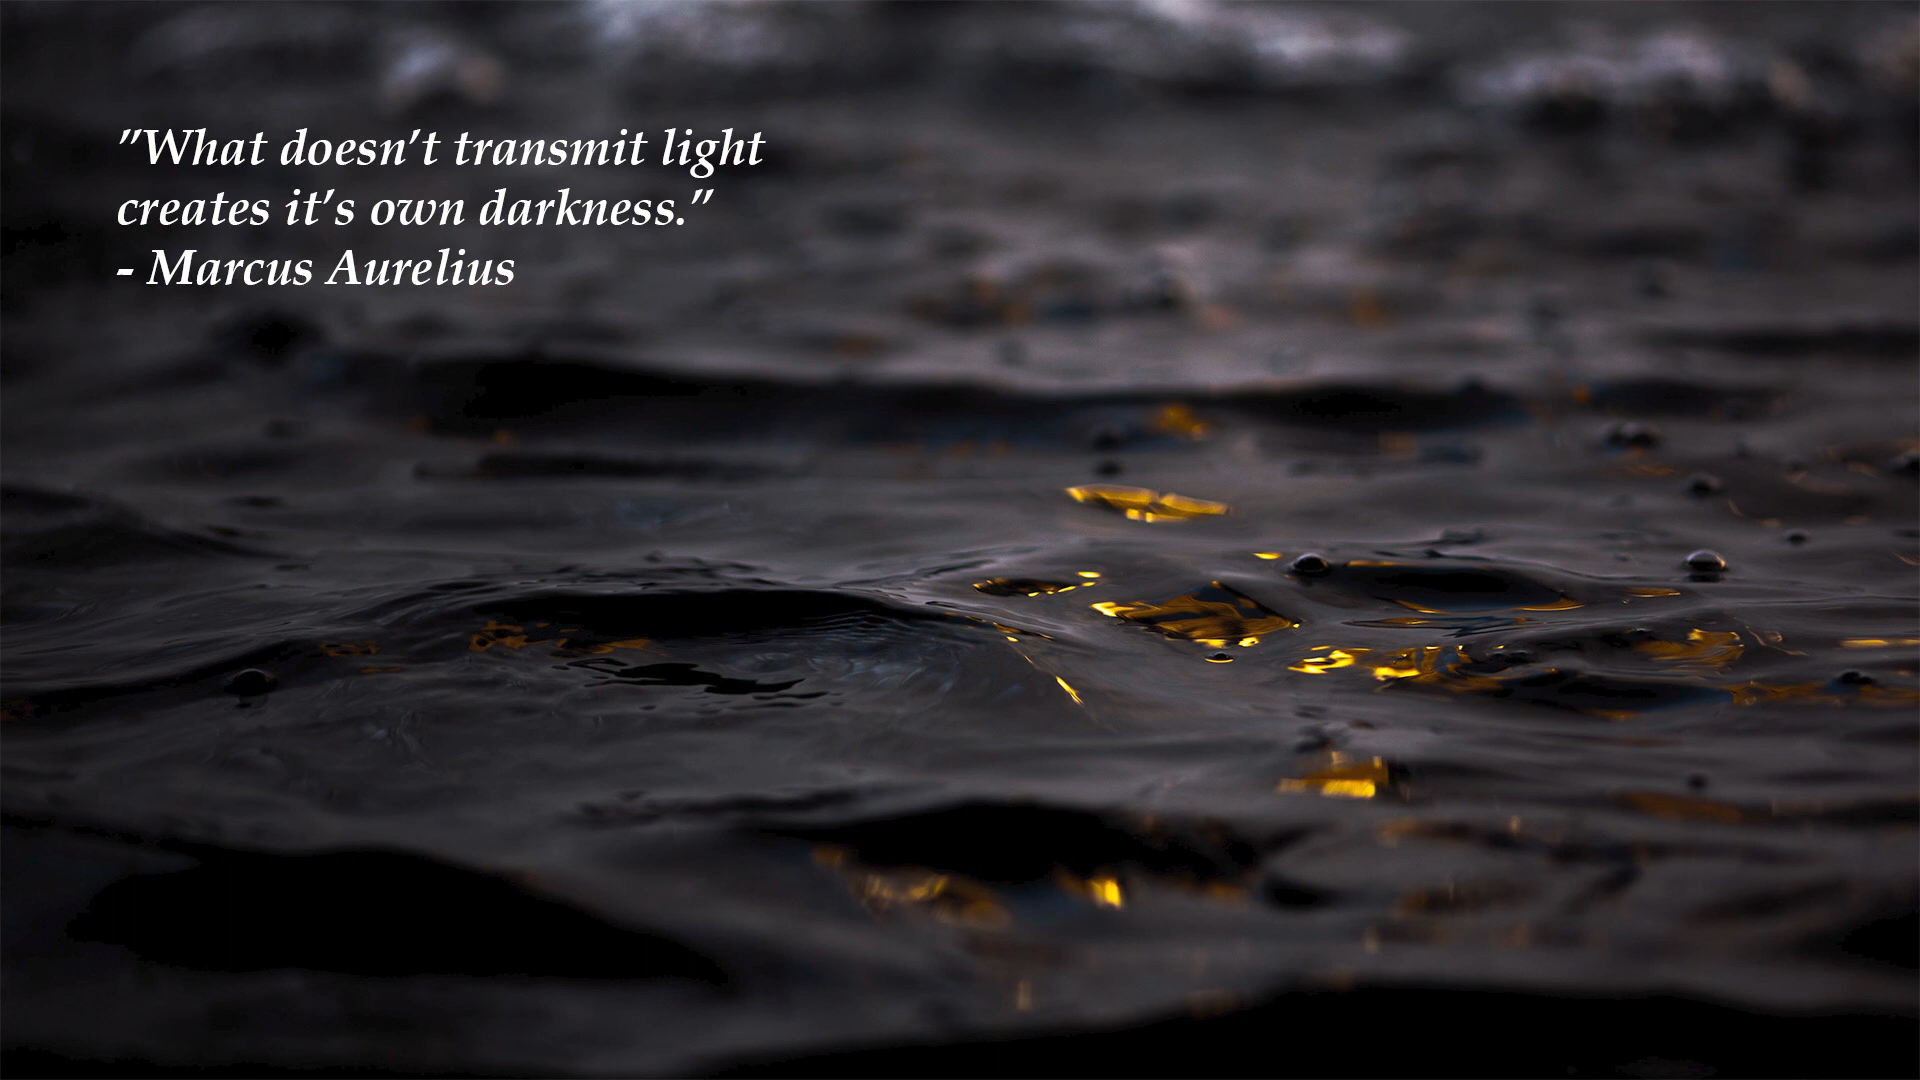 "What doesn't transmit light
creates it's own darkness."
- Marcus Aurelius